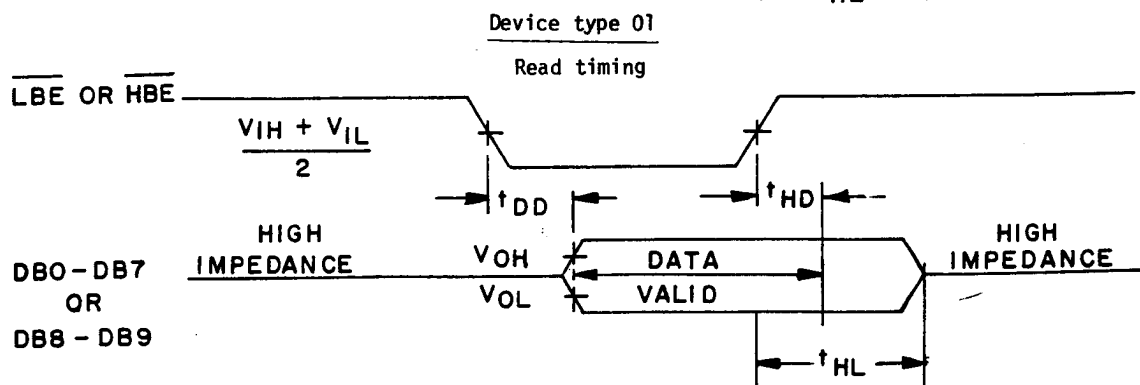 HL
Device type 01
Read timing
LBE OR HBE
VIH + VIL
2
tDD
tHD
HIGH
IMPEDANCE
VOH
DATA
HIGH
IMPEDANCE
DB0-DB7
OR
DB8-DB9
VOL
VALID
tHL